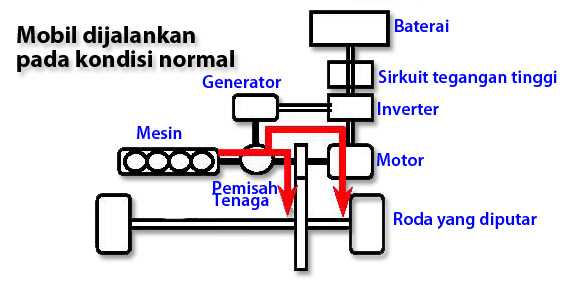 Mobil dijalankan
pada kondisi normal
Baterai
Sirkuit tegangan tinggi
Generator
Inverter
Mesin
Motor
Pemisah
Tenaga
Roda yang diputar